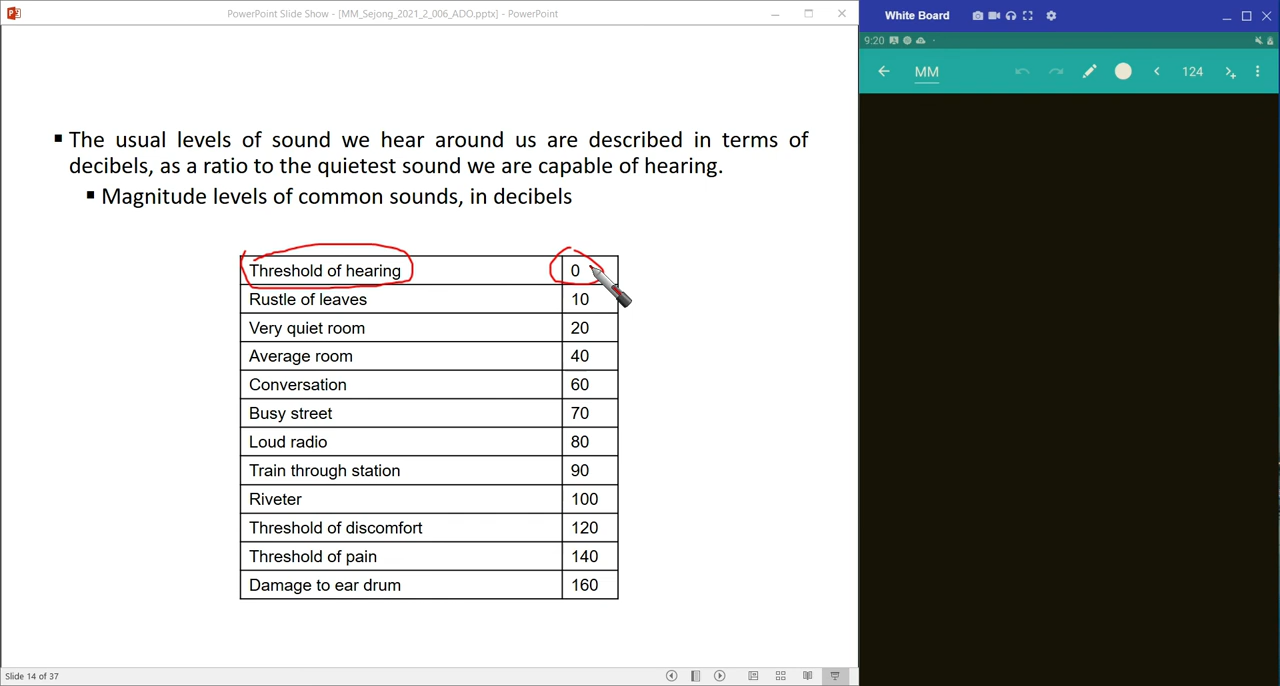 PowerPoint Slide Show - [MM_Sejong_2021_2_006_ADO.pptx] - PowerPoint
White Board
9:20
MM
124
▪ The usual levels of sound we hear around us are described in terms of
decibels, as a ratio to the quietest sound we are capable of hearing.
▪ Magnitude levels of common sounds, in decibels
Threshold of hearing 0
Rustle of leaves 10
Very quiet room 20
Average room 40
Conversation 60
Busy street 70
Loud radio 80
Train through station 90
Riveter 100
Threshold of discomfort 120
Threshold of pain 140
Damage to ear drum 160
Slide 14 of 37